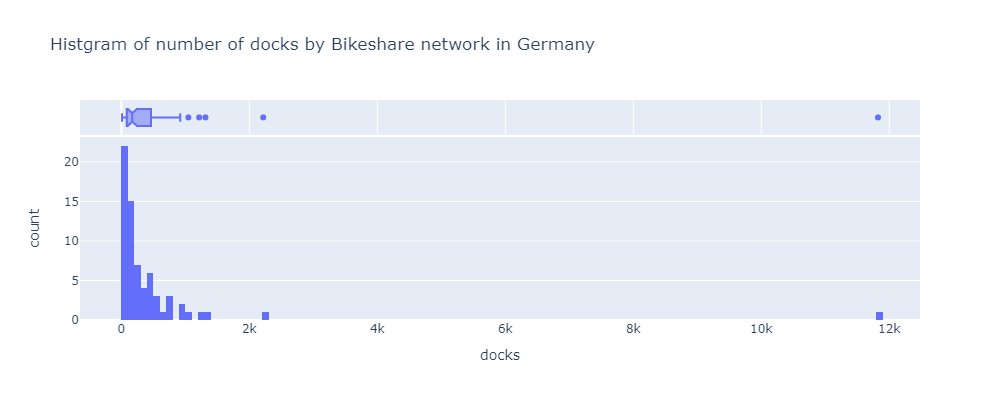 Histgram of number of docks by Bikeshare network in Germany
20
15
10
5
0
count
0 2k 4k 6k 8k 10k 12k
docks